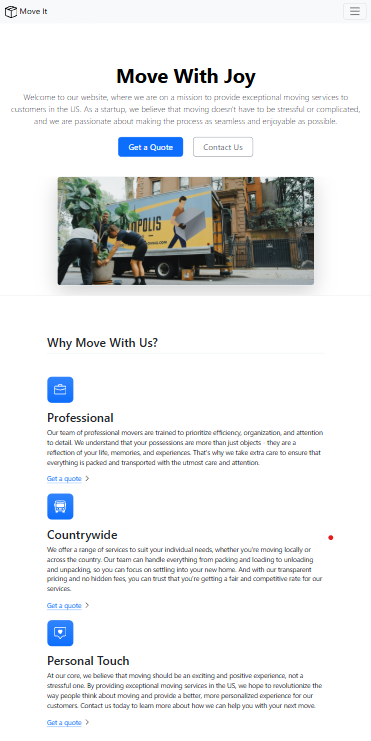 Move It
Move With Joy
Welcome to our website, where we are on a mission to provide exceptional moving services to
customers in the US. As a startup, we believe that moving doesn't have to be stressful or complicated,
and we are passionate about making the process as seamless and enjoyable as possible.
Get a Quote
Contact Us
OPOLIS
Why Move With Us?
Professional
Our team of professional movers are trained to prioritize efficiency, organization, and attention
to detail. We understand that your possessions are more than just objects - they are a
reflection of your life, memories, and experiences. That's why we take extra care to ensure that
everything is packed and transported with the utmost care and attention.
Get a quote
Countrywide
We offer a range of services to suit your individual needs, whether you're moving locally or
across the country. Our team can handle everything from packing and loading to unloading
and unpacking, so you can focus on settling into your new home. And with our transparent
pricing and no hidden fees, you can trust that you're getting a fair and competitive rate for our
services.
Get a quote
Personal Touch
At our core, we believe that moving should be an exciting and positive experience, not a
stressful one. By providing exceptional moving services in the US, we hope to revolutionize the
way people think about moving and provide a better, more personalized experience for our
customers. Contact us today to learn more about how we can help you with your next move.
Get a quote